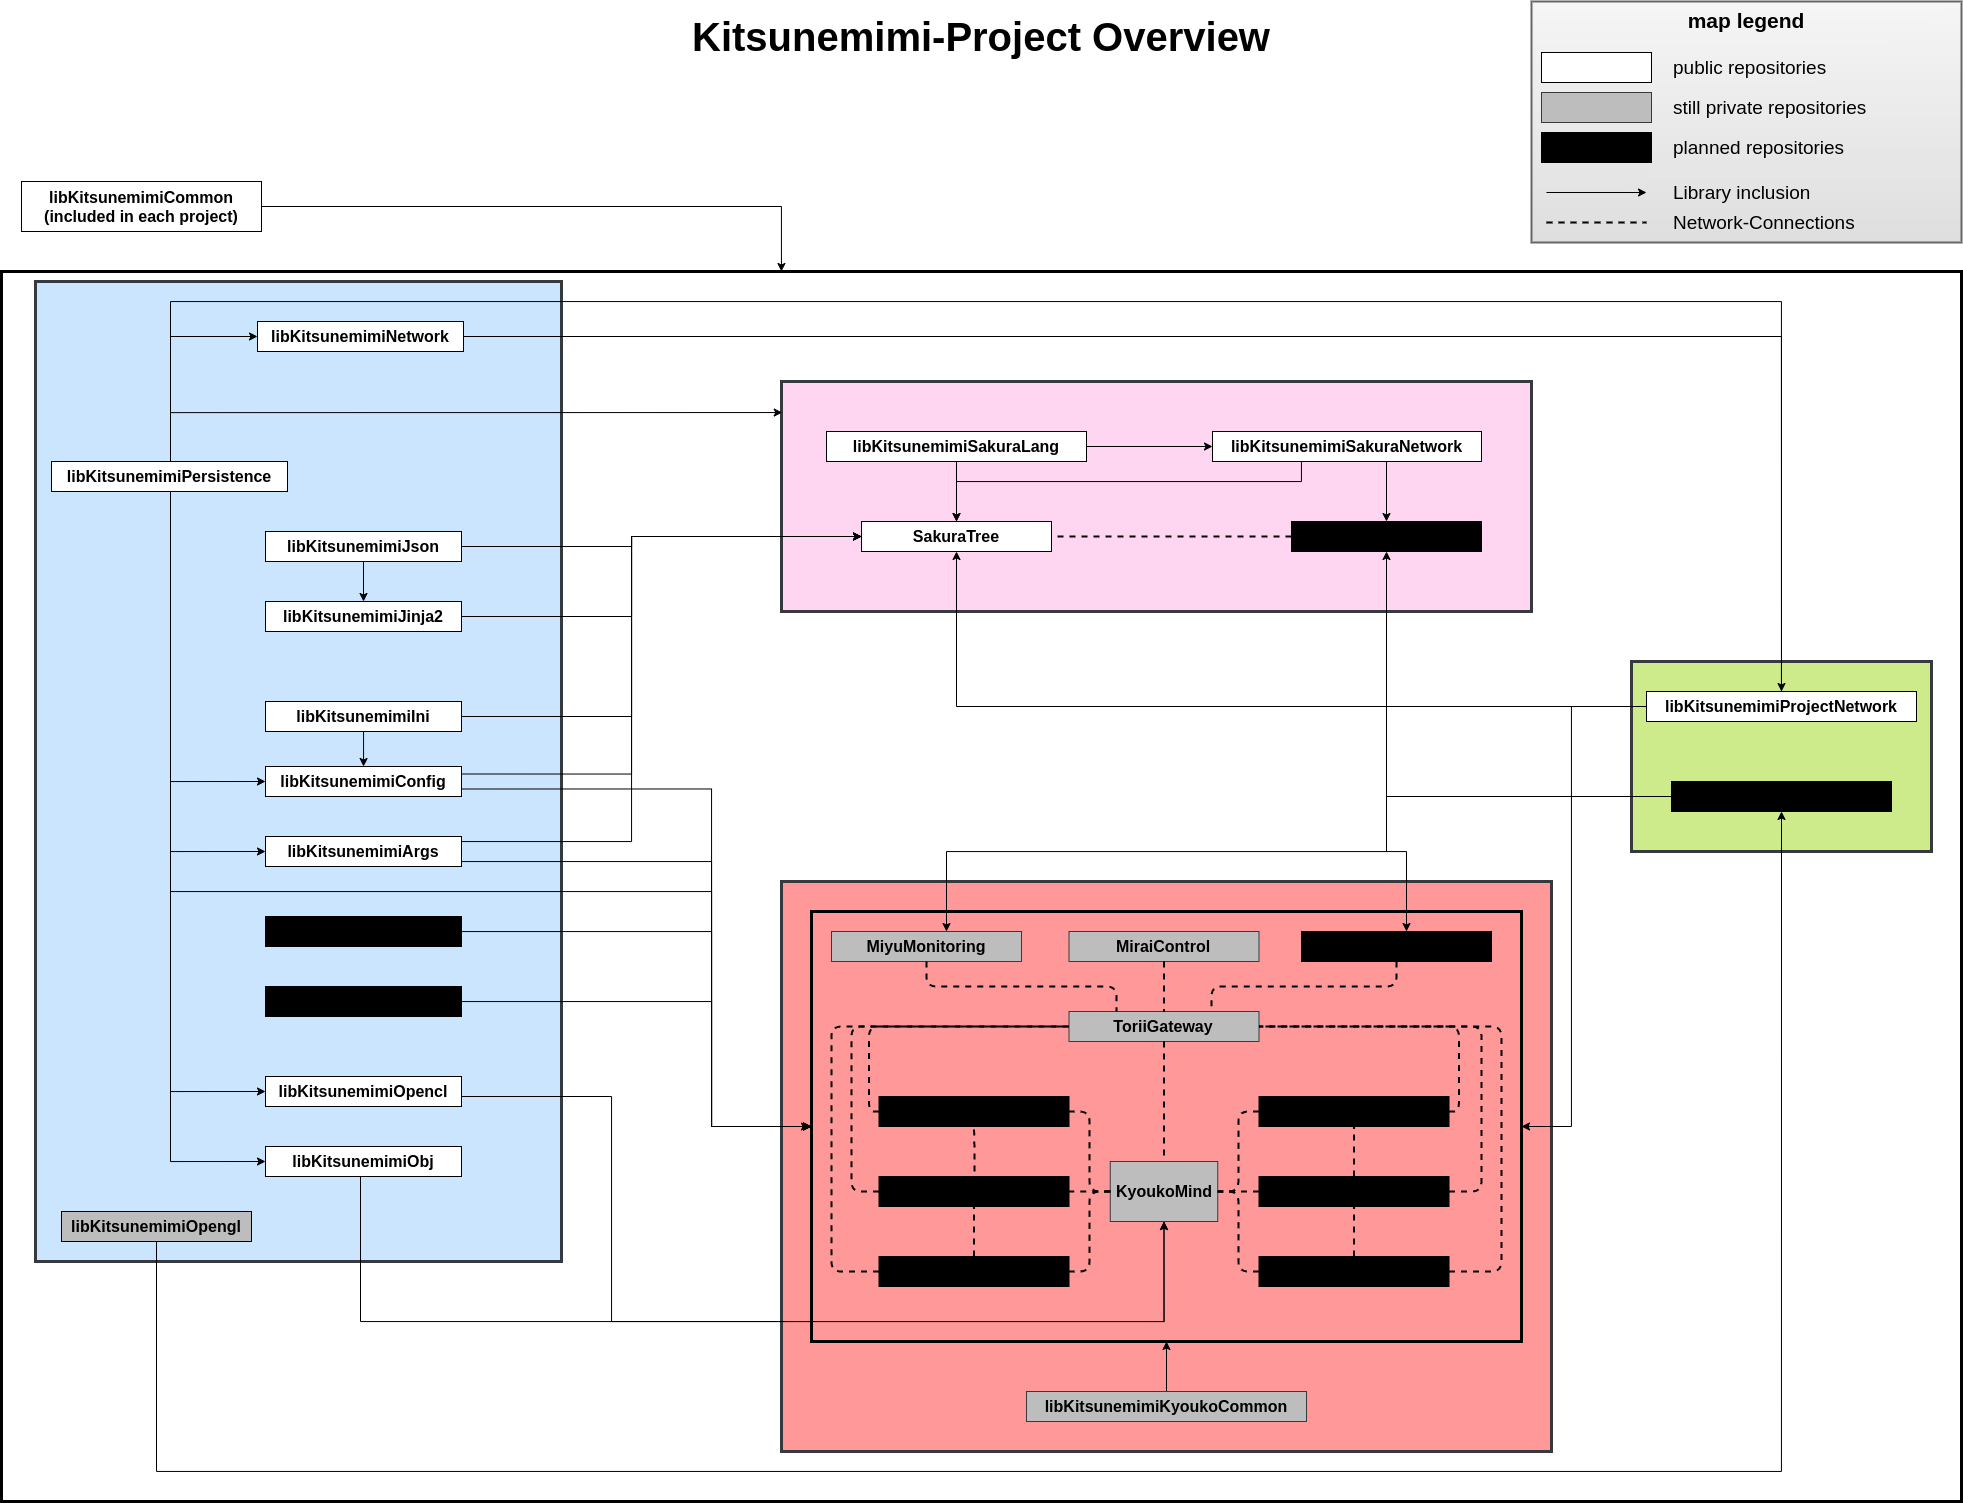 Kitsunemimi-Project Overview
map legend
public repositories
still private repositories
planned repositories
Library inclusion
Network-Connections
libKitsunemimiCommon
(included in each project)
libKitsunemimiNetwork
libKitsunemimiPersistence
libKitsunemimiJson
libKitsunemimiJinja2
libKitsunemimiIni
libKitsunemimiConfig
libKitsunemimiArgs
libKitsunemimiOpencl
libKitsunemimiObj
libKitsunemimiOpengl
libKitsunemimiSakuraLang
libKitsunemimiSakuraNetwork
SakuraTree
libKitsunemimiProjectNetwork
MiyuMonitoring
MiraiControl
ToriiGateway
KyoukoMind
libKitsunemimiKyoukoCommon